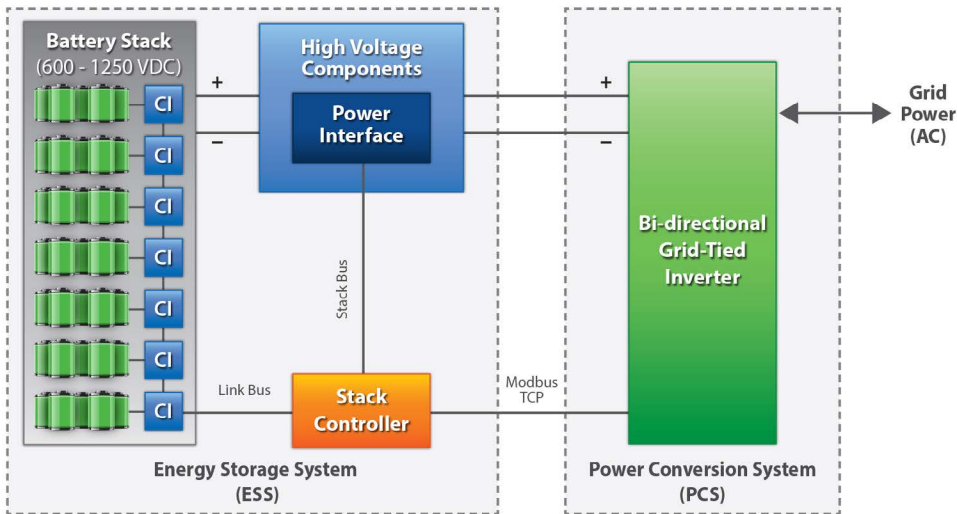 Battery Stack
(600 - 1250 VDC)
CI
CI
CI
CI
CI
CI
CI
+
–
High Voltage
Components
Power
Interface
+
–
Bi-directional
Grid-Tied
Inverter
Grid
Power
(AC)
Stack Bus
Link Bus
Stack
Controller
Modbus
TCP
Energy Storage System
(ESS)
Power Conversion System
(PCS)